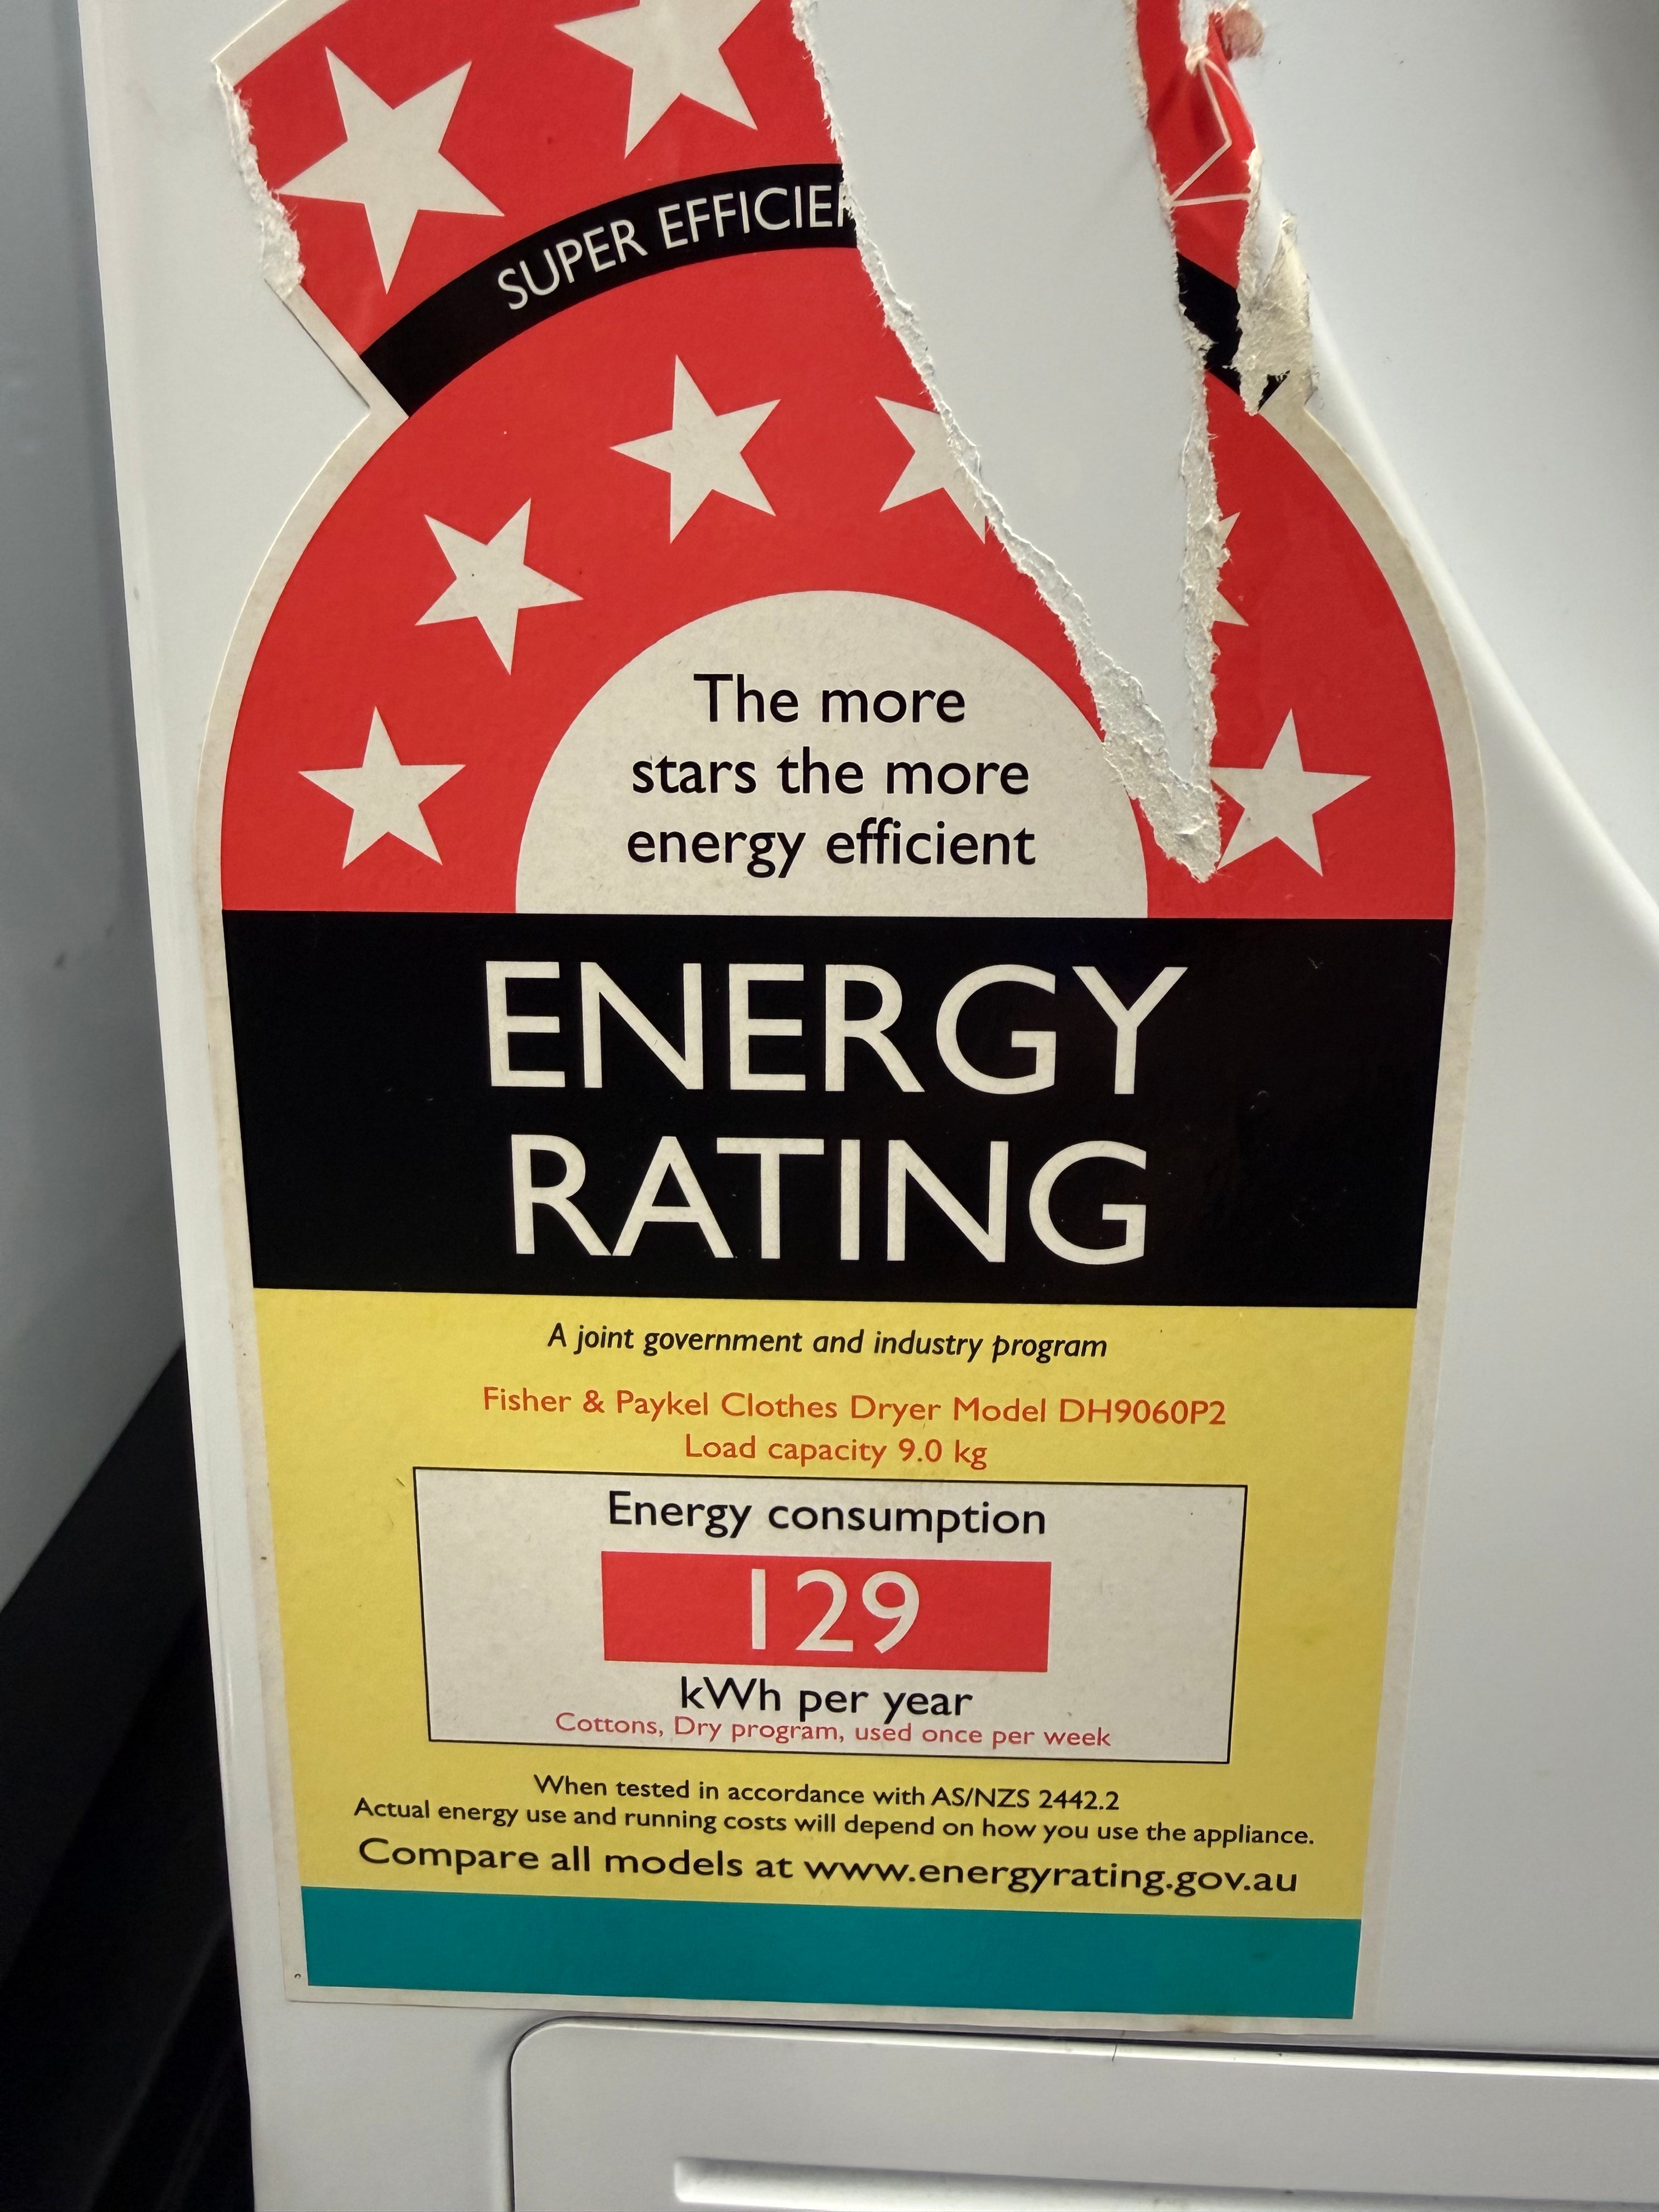 SUPER
The more
stars the more
energy efficient
ENERGY
RATING
A joint government and industry program
Fisher & Paykel Clothes Dryer Model DH9060P2
Load capacity 9.0 kg
Energy consumption
129
kWh per year
Cottons, Dry program, used once per week
When tested in accordance with AS/NZS 2442.2
Actual energy use and running costs will depend on how you use the appliance.
Compare all models at www.energyrating.gov.au